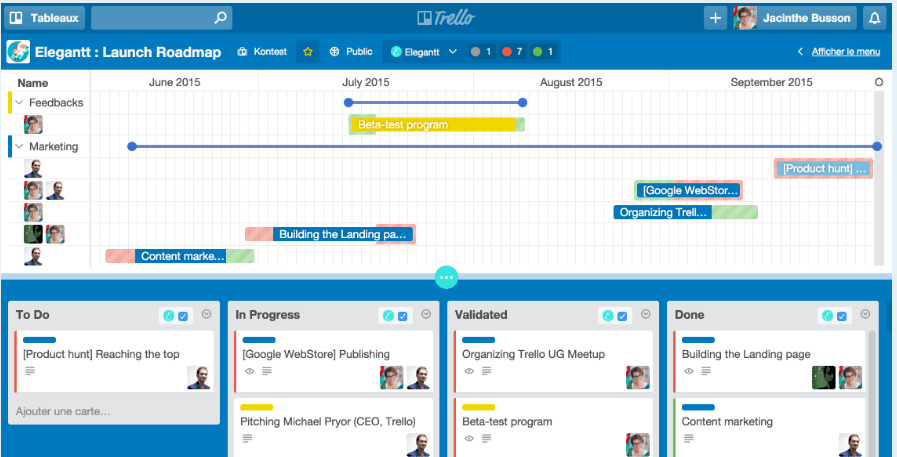 Tableaux
Trello
Jacinthe Busson
Elegantt : Launch Roadmap
Kontest
Public
Elegantt
1
7
1
Afficher le menu
Name
June 2015
July 2015
August 2015
September 2015
O
Feedbacks
Beta-test program
Marketing
[Product hunt] ...
[Google WebStor...
Organizing Trell...
Building the Landing pa...
Content marke...
To Do
In Progress
Validated
Done
[Product hunt] Reaching the top
[Google WebStore] Publishing
Organizing Trello UG Meetup
Building the Landing page
Ajouter une carte...
Pitching Michael Pryor (CEO, Trello)
Beta-test program
Content marketing